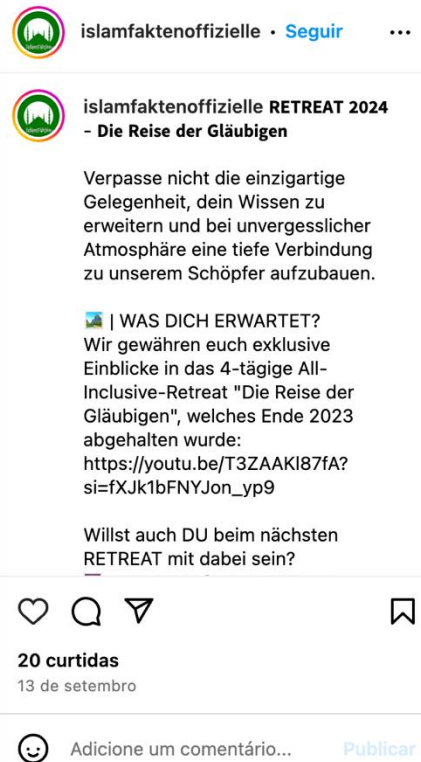 islamfaktenoffizielle • Seguir
islamfaktenoffizielle RETREAT 2024
- Die Reise der Gläubigen
Verpasse nicht die einzigartige
Gelegenheit, dein Wissen zu
erweitern und bei unvergesslicher
Atmosphäre eine tiefe Verbindung
zu unserem Schöpfer aufzubauen.
🏞️ | WAS DICH ERWARTET?
Wir gewähren euch exklusive
Einblicke in das 4-tägige All-
Inclusive-Retreat "Die Reise der
Gläubigen", welches Ende 2023
abgehalten wurde:
https://youtu.be/T3ZAAKl87fA?
si=fXJk1bFNYJon_yp9
Willst auch DU beim nächsten
RETREAT mit dabei sein?
20 curtidas
13 de setembro
Adicione um comentário... Publicar